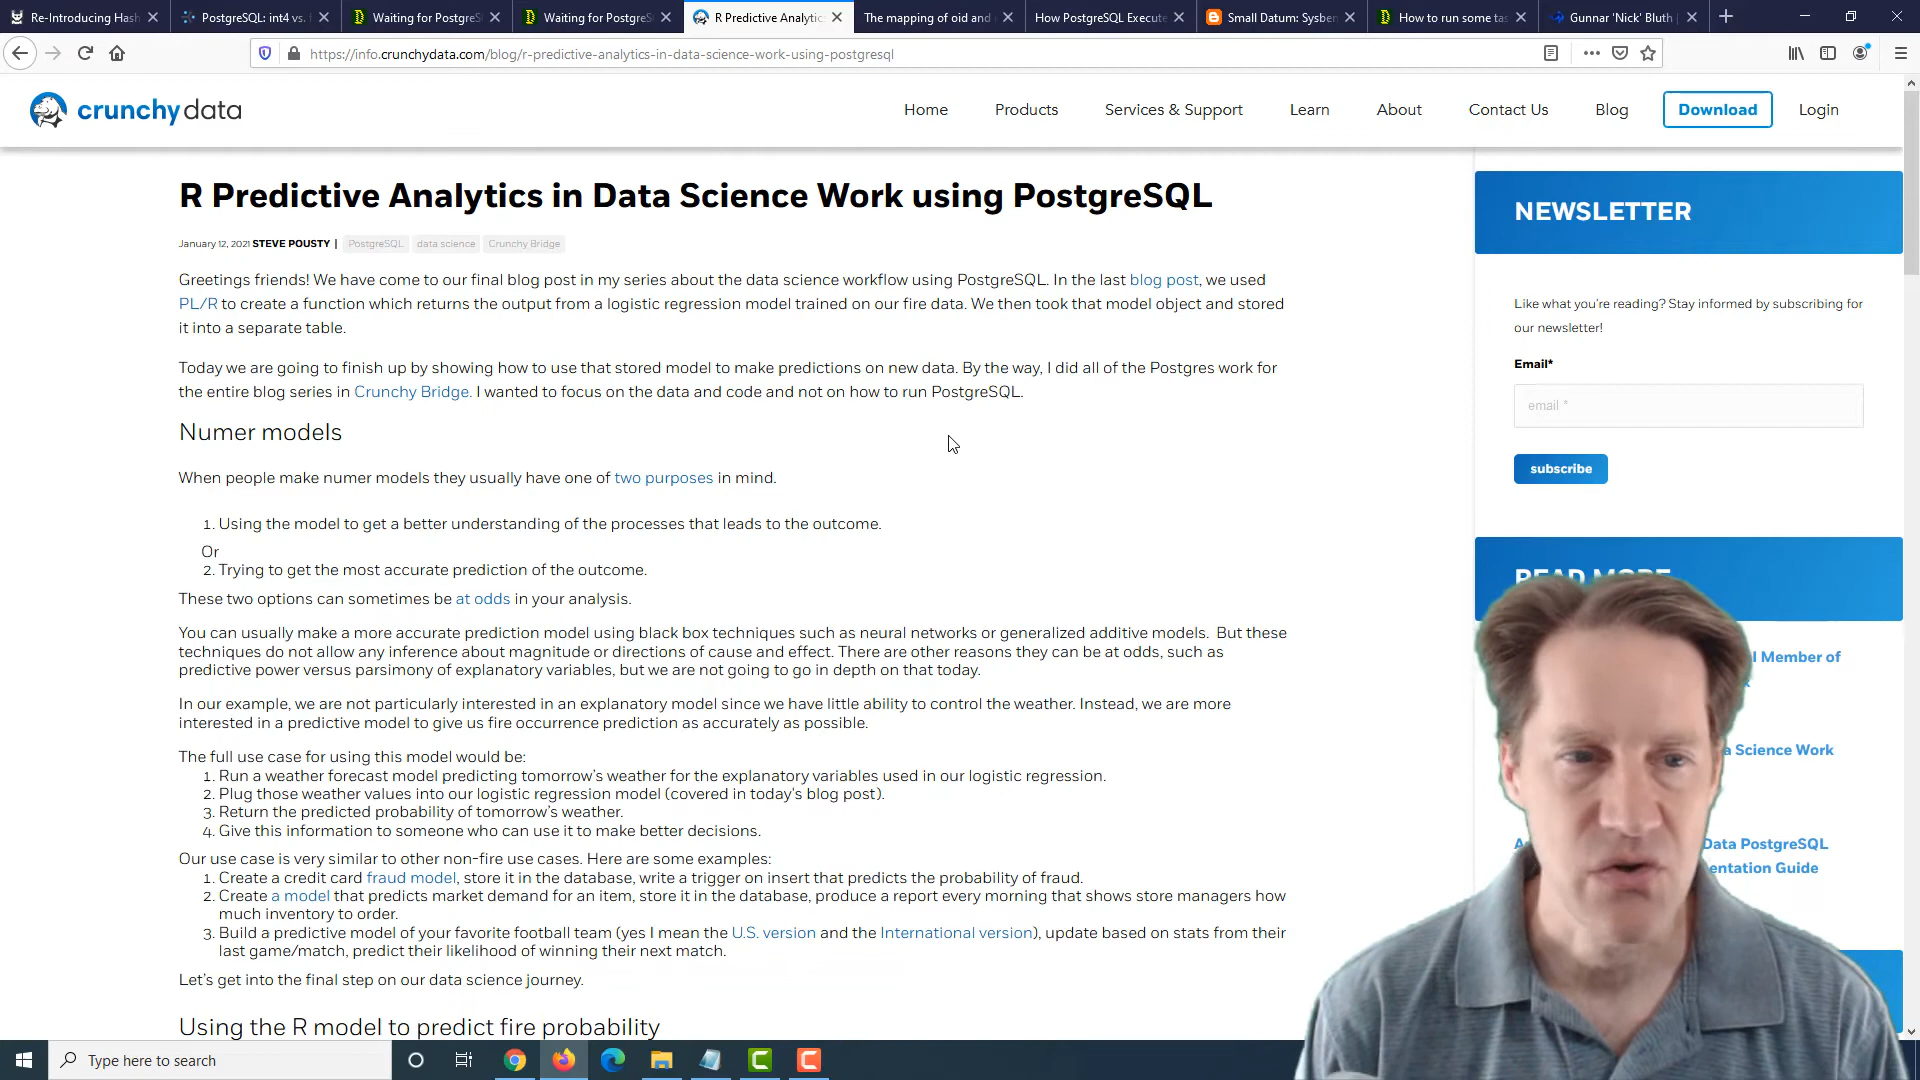 Re-Introducing Hash
PostgreSQL: int4 vs.
Waiting for PostgreS
Waiting for PostgreS
R Predictive Analytic
The mapping of oid and
How PostgreSQL Execute
Small Datum: Sysben
How to run some tas
Gunnar 'Nick' Bluth
https://info.crunchydata.com/blog/r-predictive-analytics-in-data-science-work-using-postgresql
crunchydata
Home
Products
Services & Support
Learn
About
Contact Us
Blog
Download
Login
R Predictive Analytics in Data Science Work using PostgreSQL
January 12, 2021 STEVE POUSTY | PostgreSQL data science Crunchy Bridge
Greetings friends! We have come to our final blog post in my series about the data science workflow using PostgreSQL. In the last blog post, we used
PL/R to create a function which returns the output from a logistic regression model trained on our fire data. We then took that model object and stored
it into a separate table.
Today we are going to finish up by showing how to use that stored model to make predictions on new data. By the way, I did all of the Postgres work for
the entire blog series in Crunchy Bridge. I wanted to focus on the data and code and not on how to run PostgreSQL.
Numer models
When people make numer models they usually have one of two purposes in mind.
1. Using the model to get a better understanding of the processes that leads to the outcome.
Or
2. Trying to get the most accurate prediction of the outcome.
These two options can sometimes be at odds in your analysis.
You can usually make a more accurate prediction model using black box techniques such as neural networks or generalized additive models. But these
techniques do not allow any inference about magnitude or directions of cause and effect. There are other reasons they can be at odds, such as
predictive power versus parsimony of explanatory variables, but we are not going to go in depth on that today.
In our example, we are not particularly interested in an explanatory model since we have little ability to control the weather. Instead, we are more
interested in a predictive model to give us fire occurrence prediction as accurately as possible.
The full use case for using this model would be:
1. Run a weather forecast model predicting tomorrow's weather for the explanatory variables used in our logistic regression.
2. Plug those weather values into our logistic regression model (covered in today's blog post).
3. Return the predicted probability of tomorrow's weather.
4. Give this information to someone who can use it to make better decisions.
Our use case is very similar to other non-fire use cases. Here are some examples:
1. Create a credit card fraud model, store it in the database, write a trigger on insert that predicts the probability of fraud.
2. Create a model that predicts market demand for an item, store it in the database, produce a report every morning that shows store managers how
much inventory to order.
3. Build a predictive model of your favorite football team (yes I mean the U.S. version and the International version), update based on stats from their
last game/match, predict their likelihood of winning their next match.
Let's get into the final step on our data science journey.
Using the R model to predict fire probability
NEWSLETTER
Like what you're reading? Stay informed by subscribing for
our newsletter!
Email*
email *
subscribe
READ MORE
Member of
a Science Work
Data PostgreSQL
entation Guide
Type here to search